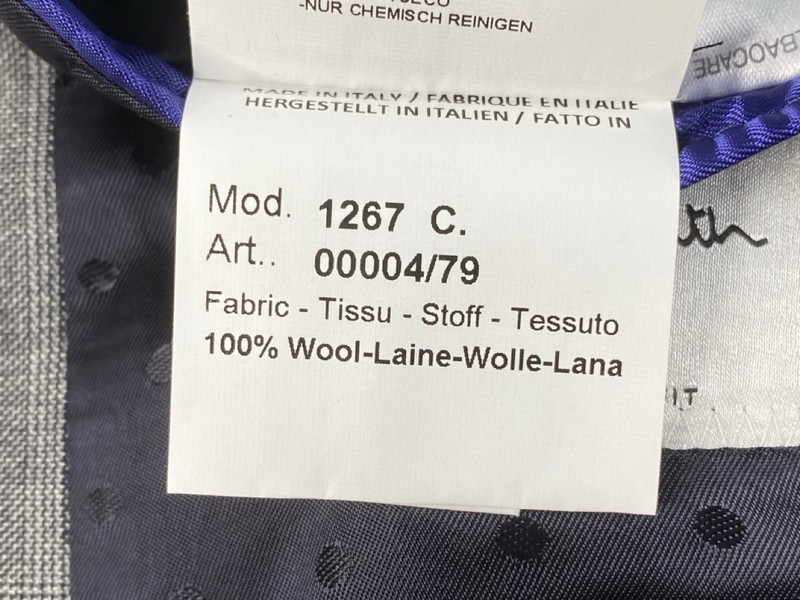 -NUR CHEMISCH REINIGEN
MADE IN ITALY / FABRIQUE EN ITALIE
HERGESTELLT IN ITALIEN / FATTO IN
Mod. 1267 C.
Art.. 00004/79
Fabric - Tissu - Stoff - Tessuto
100% Wool-Laine-Wolle-Lana